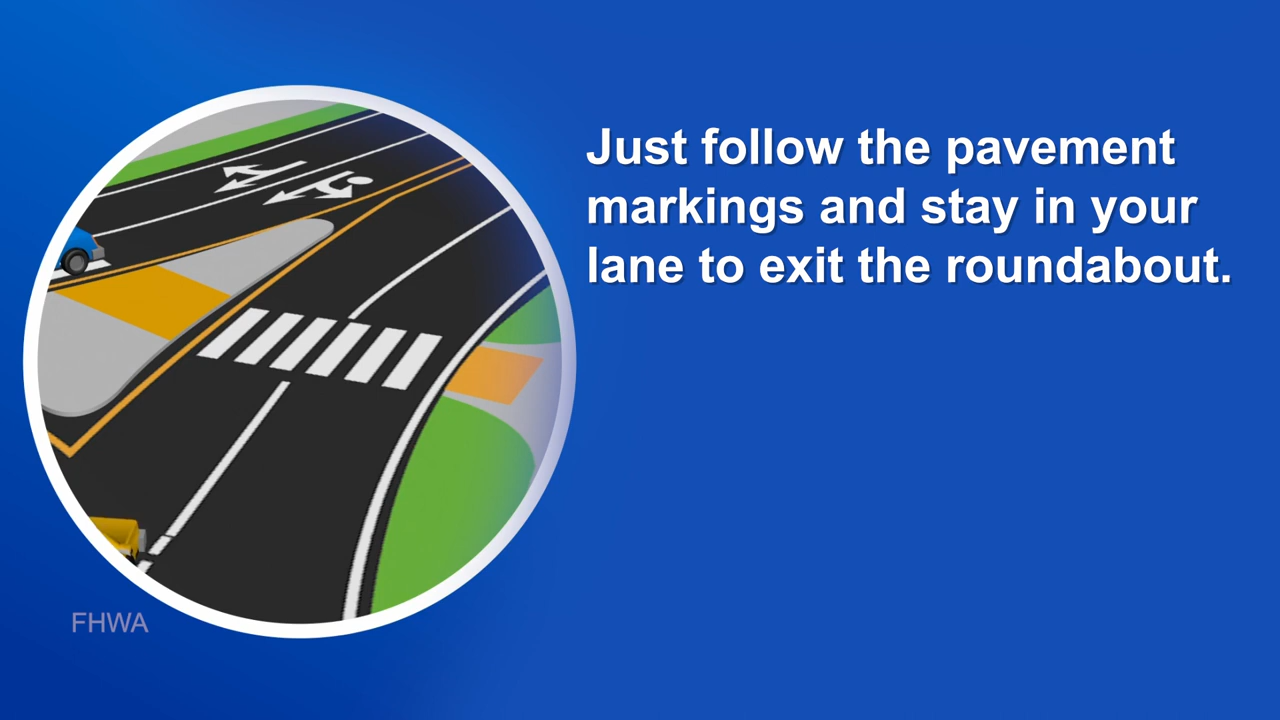 Just follow the pavement
markings and stay in your
lane to exit the roundabout.
FHWA